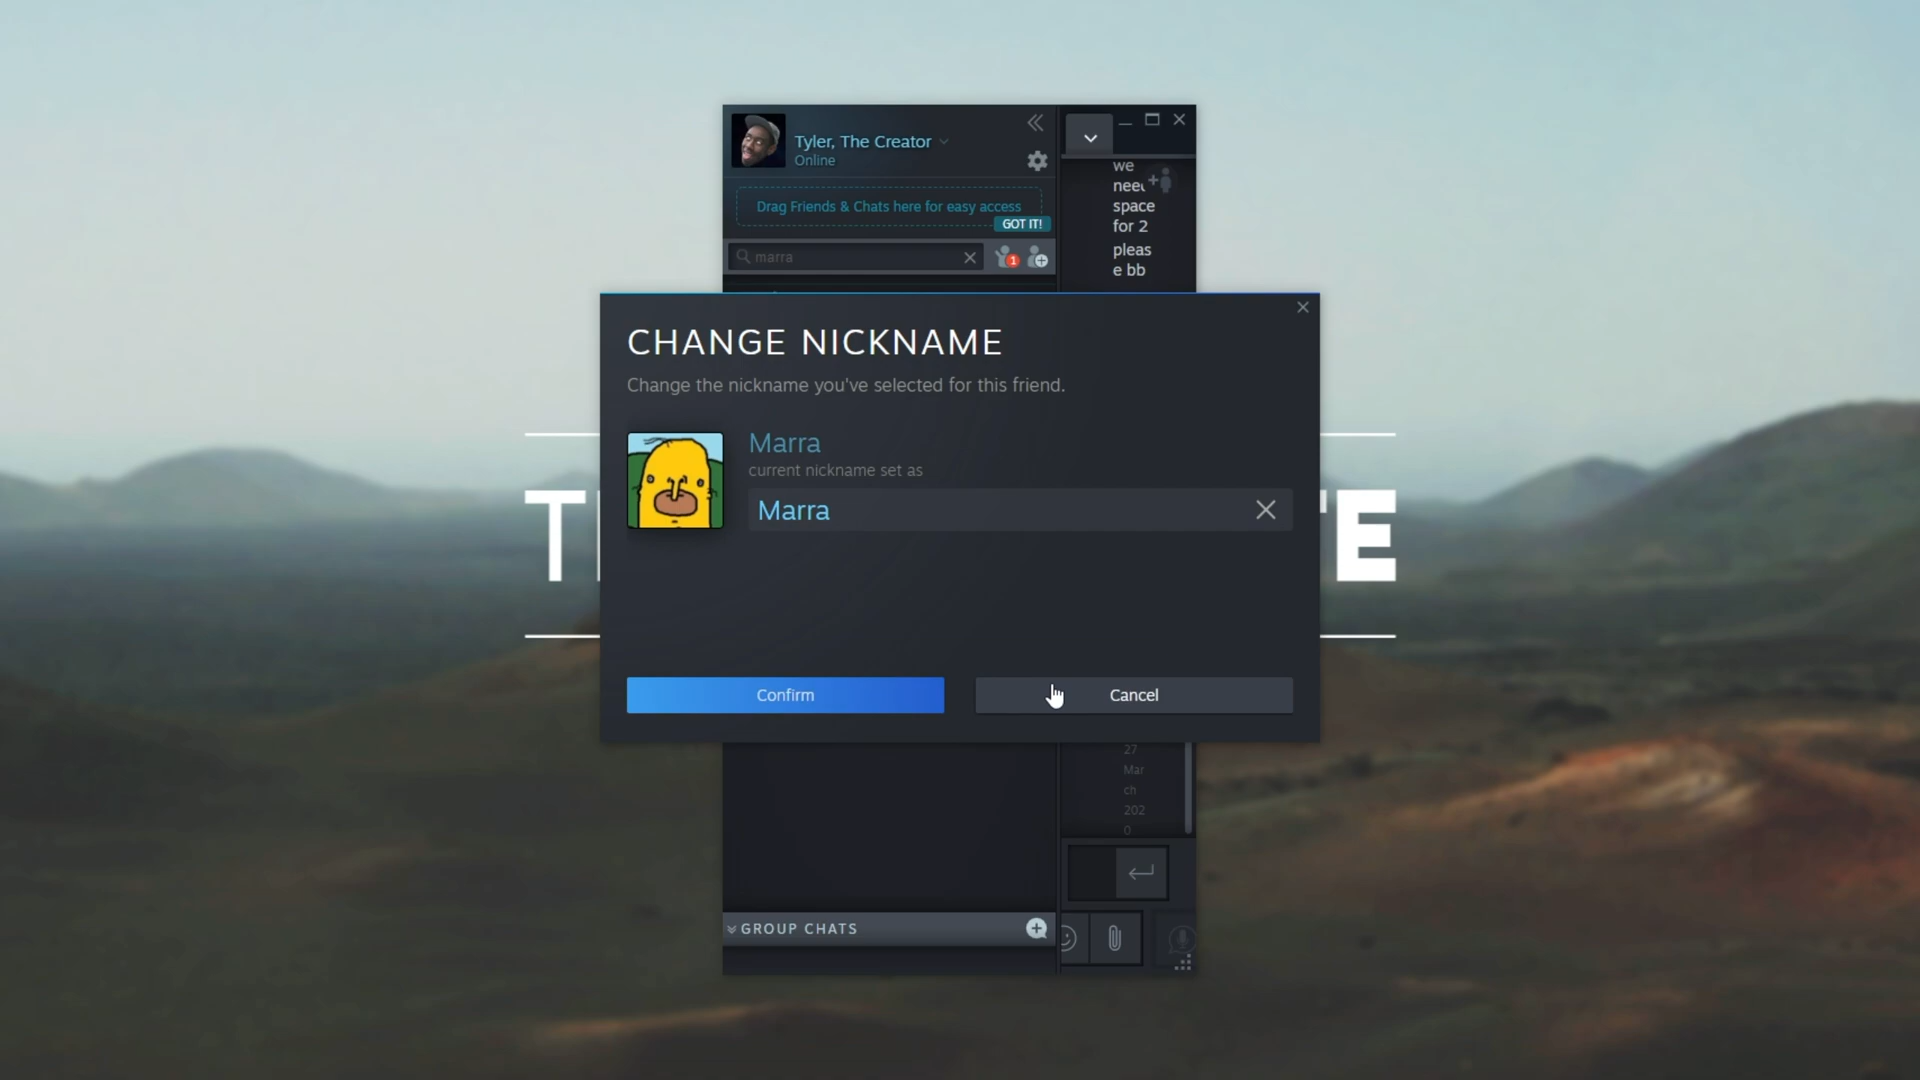 Tyler, The Creator
Online
Drag Friends & Chats here for easy access
GOT IT!
marra
1
we
space
for 2
pleas
e bb
CHANGE NICKNAME
Change the nickname you've selected for this friend.
Marra
current nickname set as
Marra
T
E
Confirm
Cancel
27
Mar
ch
202
0
GROUP CHATS